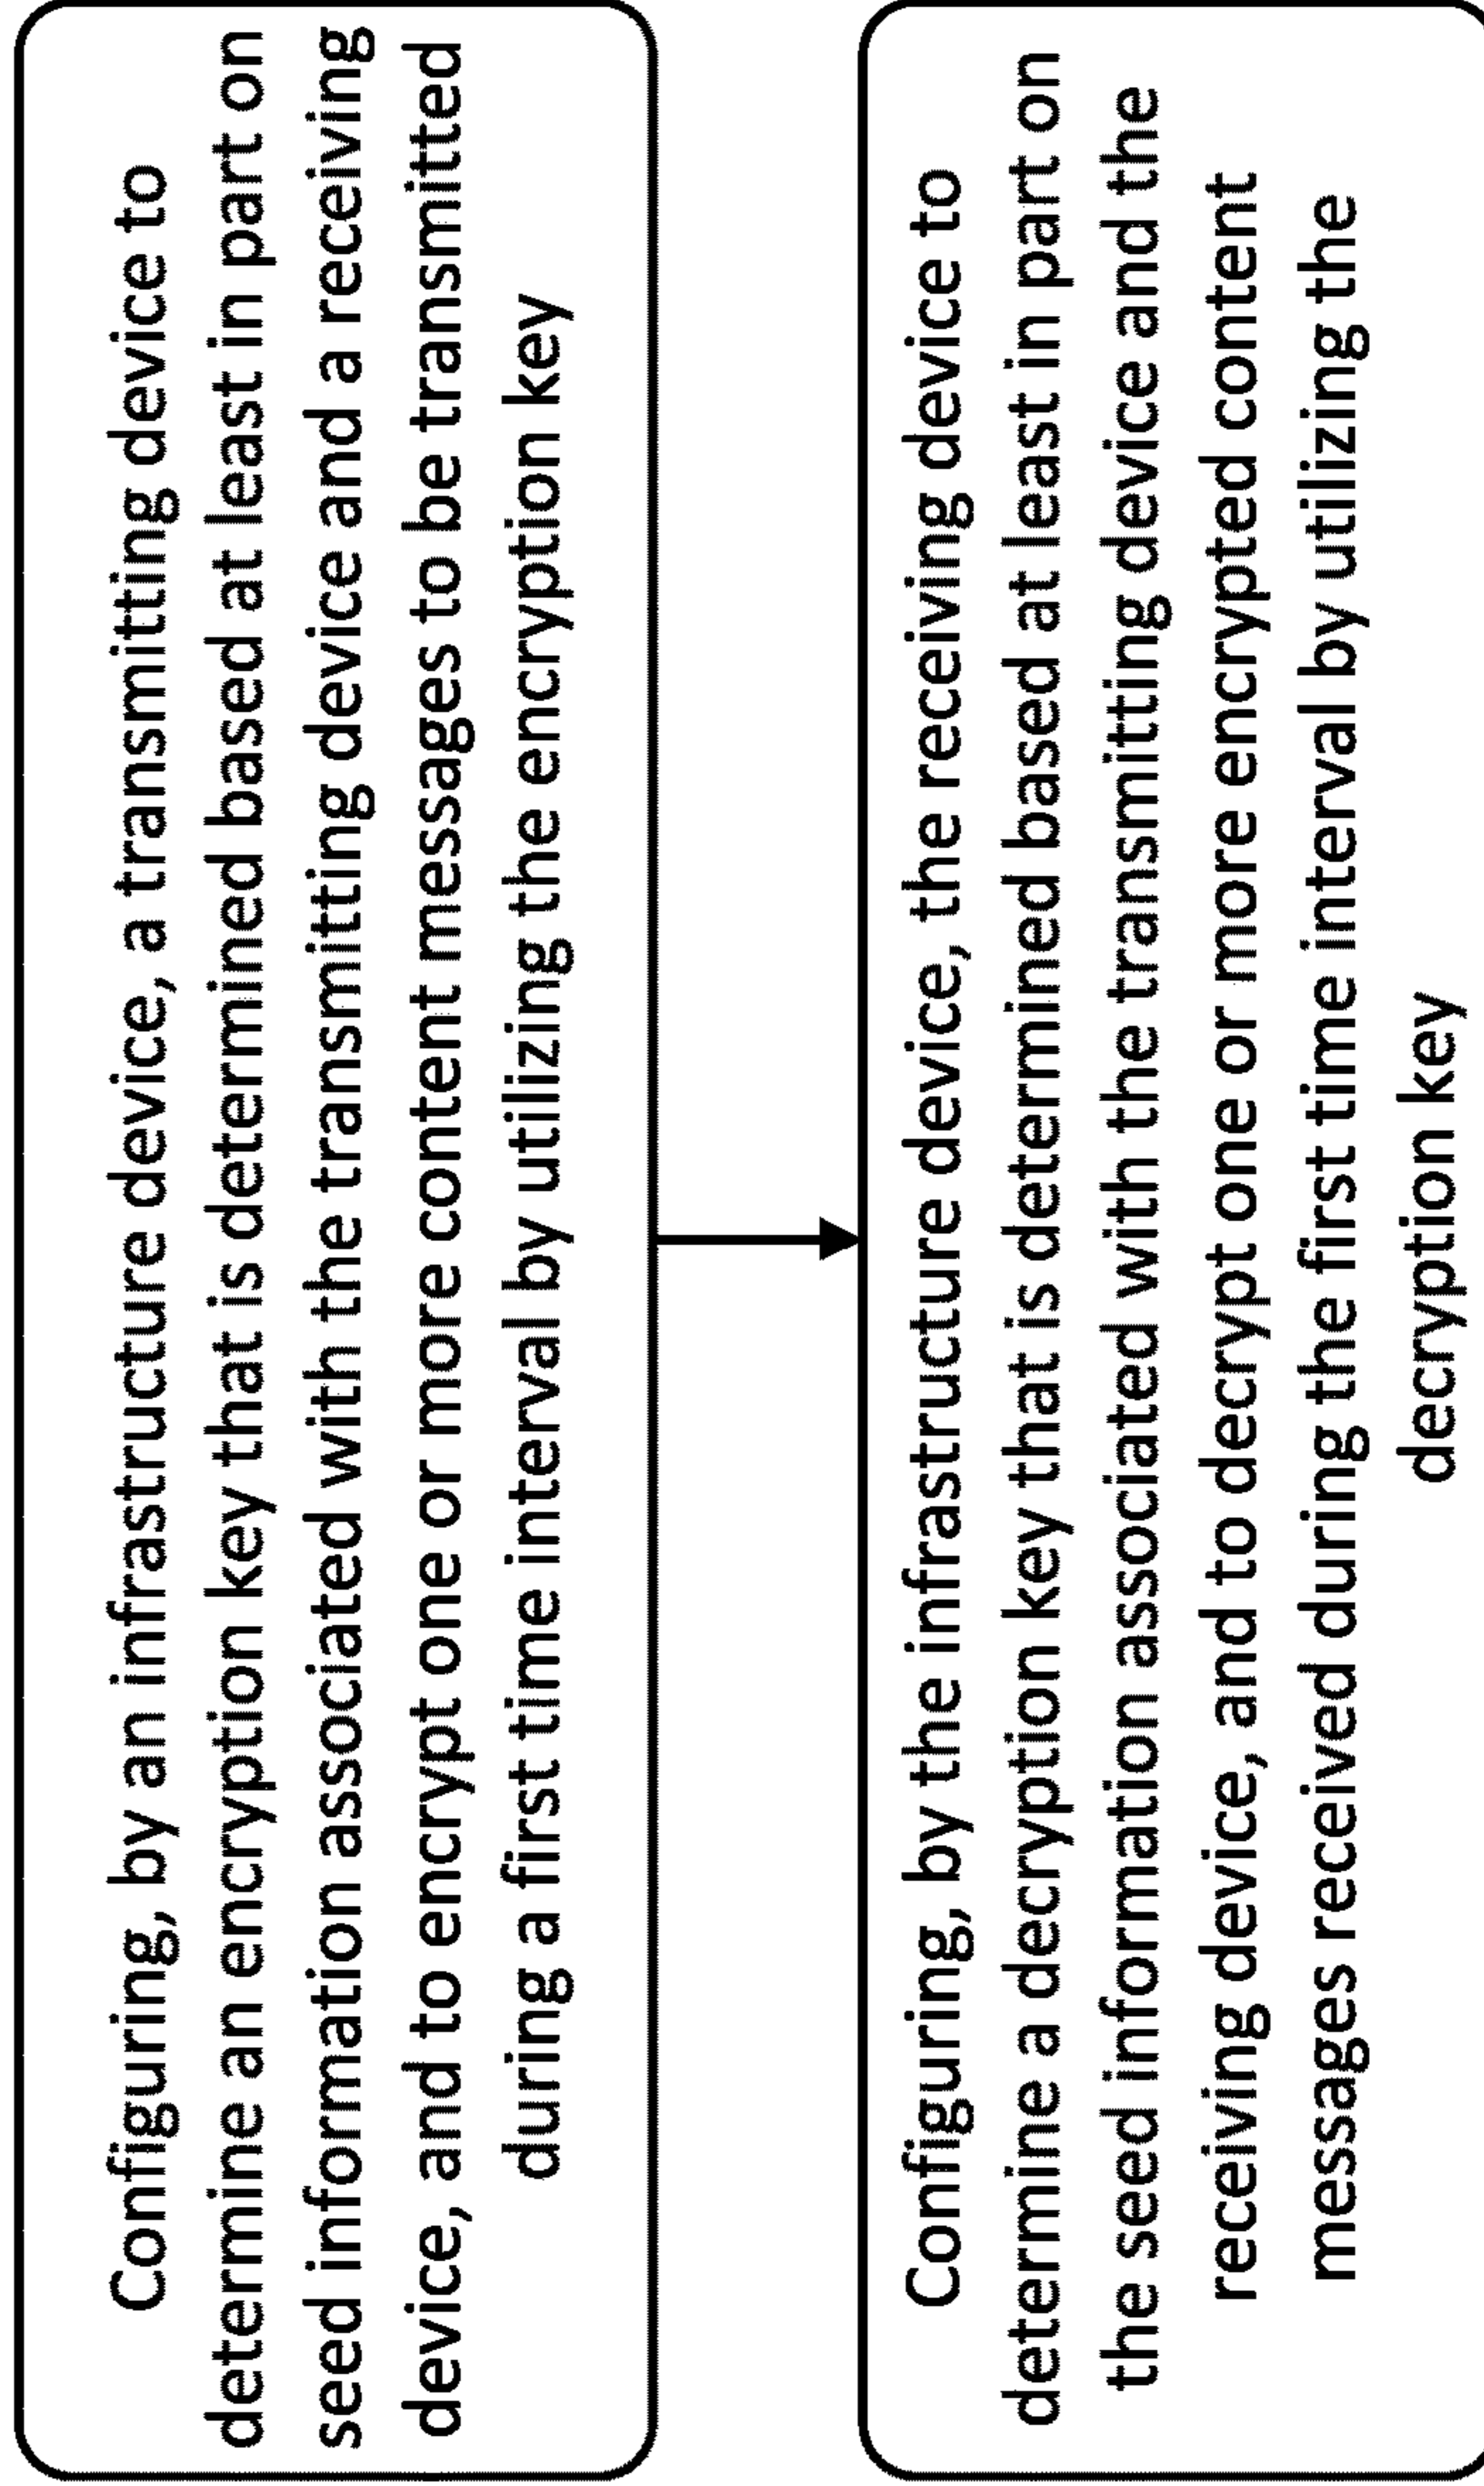 Configuring, by an infrastructure device, a transmitting device to
determine an encryption key that is determined based at least in part on
seed information associated with the transmitting device and a receiving
device, and to encrypt one or more content messages to be transmitted
during a first time interval by utilizing the encryption key
Configuring, by the infrastructure device, the receiving device to
determine a decryption key that is determined based at least in part on
the seed information associated with the transmitting device and the
receiving device, and to decrypt one or more encrypted content
messages received during the first time interval by utilizing the
decryption key